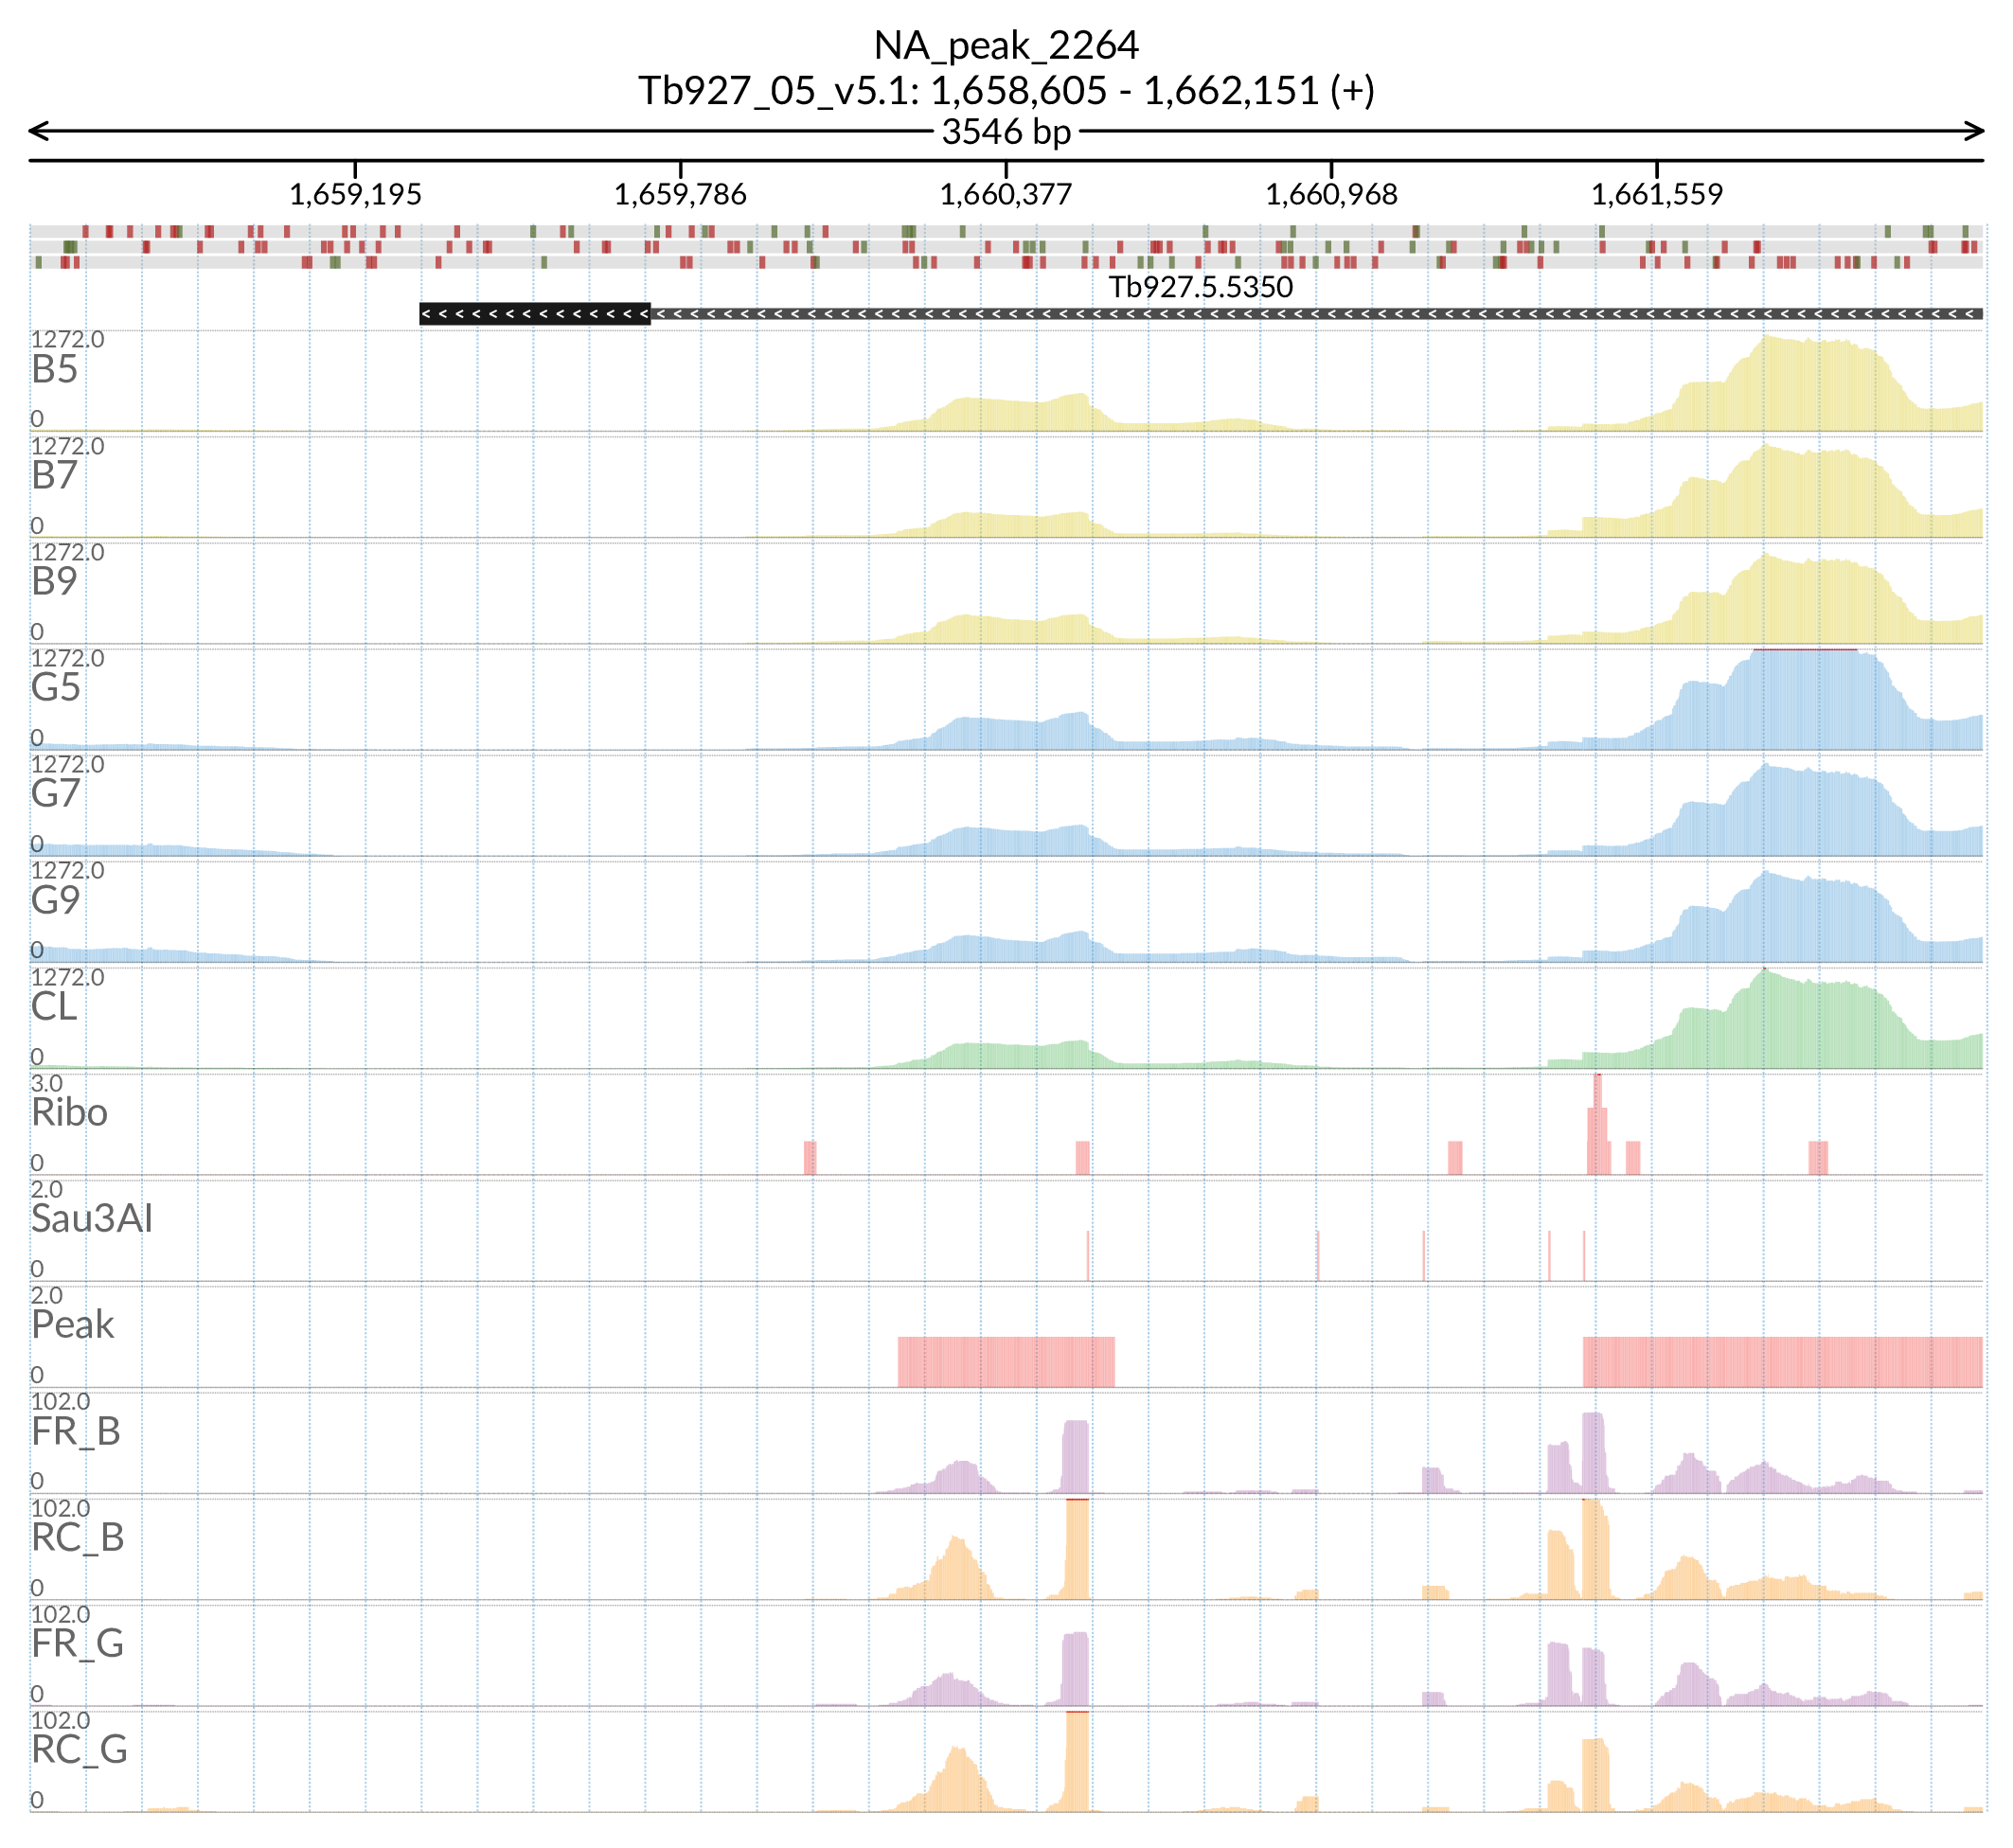 NA_peak_2264
Tb927_05_v5.1: 1,658,605 - 1,662,151 (+)
3546 bp
1,659,195 1,659,786 1,660,377 1,660,968 1,661,559
Tb927.5.5350
1272.0
B5
0
1272.0
B7
0
1272.0
B9
0
1272.0
G5
0
1272.0
G7
0
1272.0
G9
0
1272.0
CL
0
3.0
Ribo
0
2.0
Sau3AI
0
2.0
Peak
0
102.0
FR_B
0
102.0
RC_B
0
102.0
FR_G
0
102.0
RC_G
0